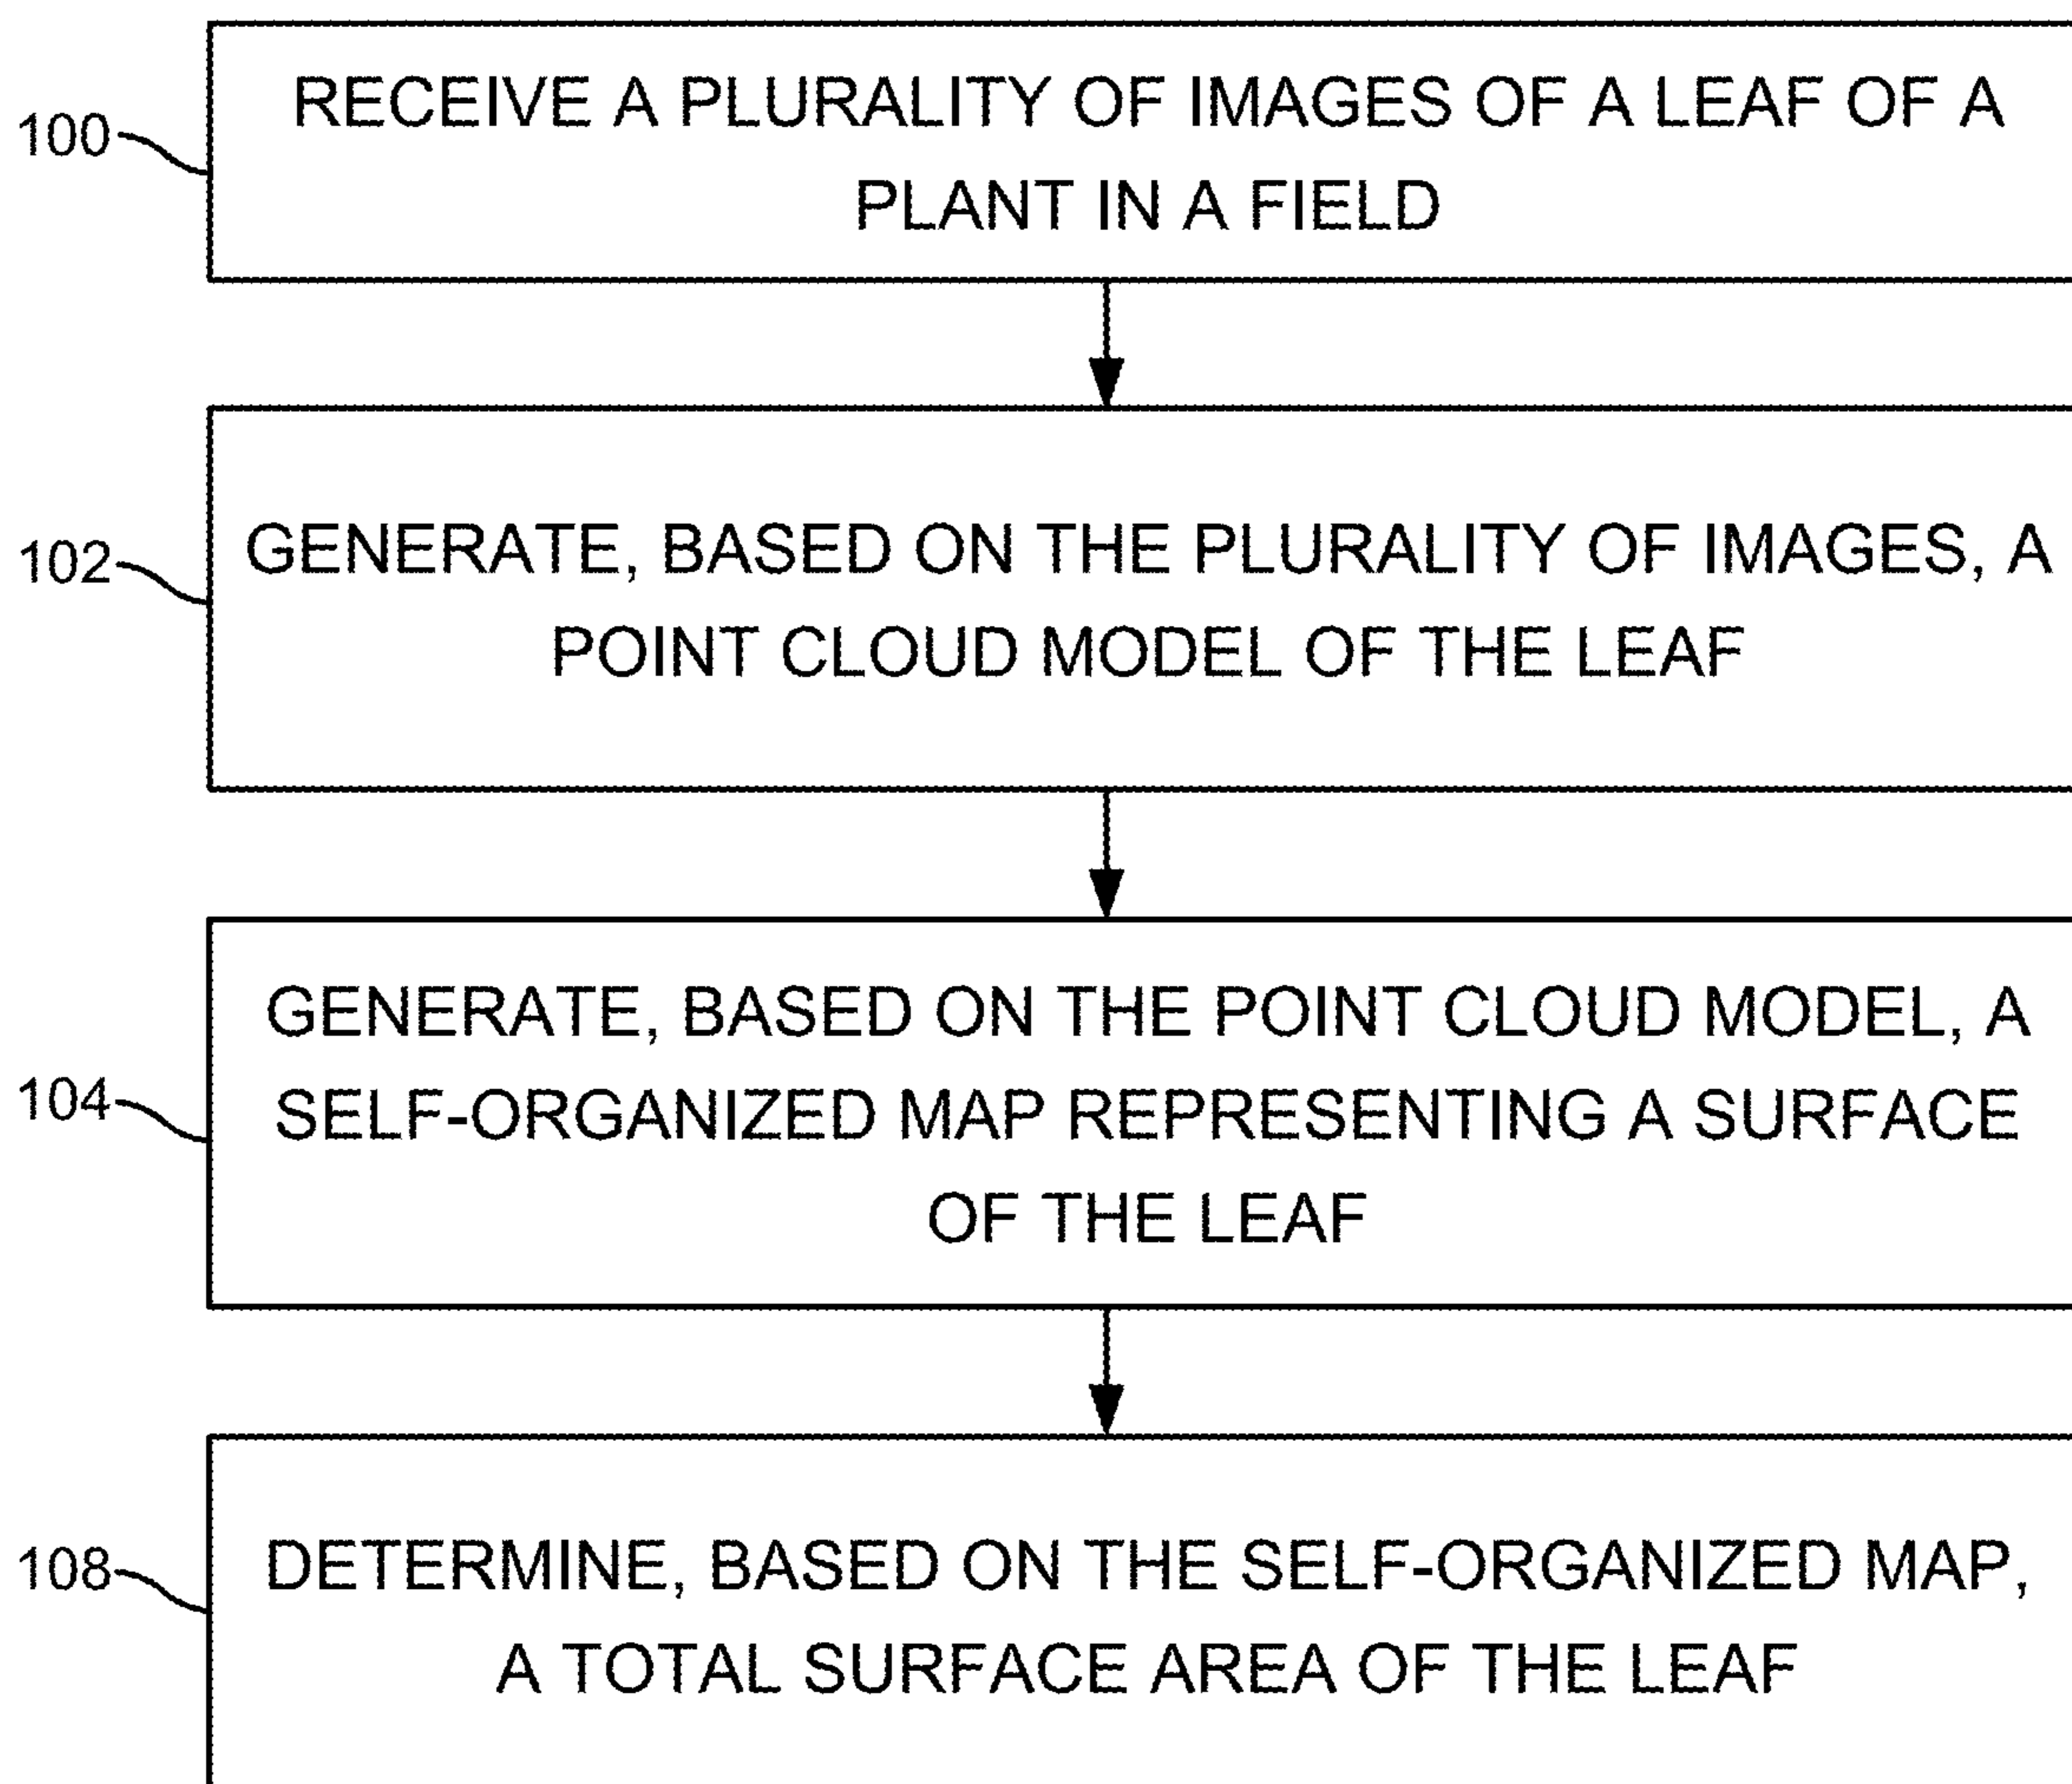 100
RECEIVE A PLURALITY OF IMAGES OF A LEAF OF A
PLANT IN A FIELD
102
GENERATE, BASED ON THE PLURALITY OF IMAGES, A
POINT CLOUD MODEL OF THE LEAF
104
GENERATE, BASED ON THE POINT CLOUD MODEL, A
SELF-ORGANIZED MAP REPRESENTING A SURFACE
OF THE LEAF
108
DETERMINE, BASED ON THE SELF-ORGANIZED MAP,
A TOTAL SURFACE AREA OF THE LEAF